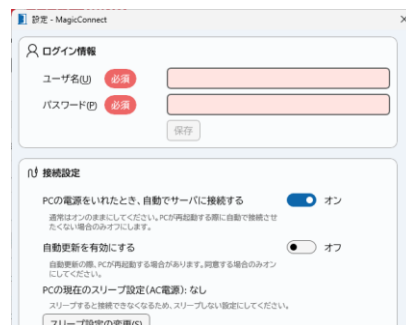 設定 - MagicConnect
ログイン情報
ユーザ名(U) 必須
パスワード(P) 必須
保存
接続設定
PCの電源をいれたとき、自動でサーバに接続する オン
通常はオンのままにしてください。PCが再起動する際に自動で接続させ
たくない場合のみオフにします。
自動更新を有効にする オフ
自動更新の際、PCが再起動する場合があります。同意する場合のみオン
にしてください。
PCの現在のスリープ設定(AC電源): なし
スリープすると接続できなくなるため、スリープしない設定にしてください。
スリープ設定の変更(S)